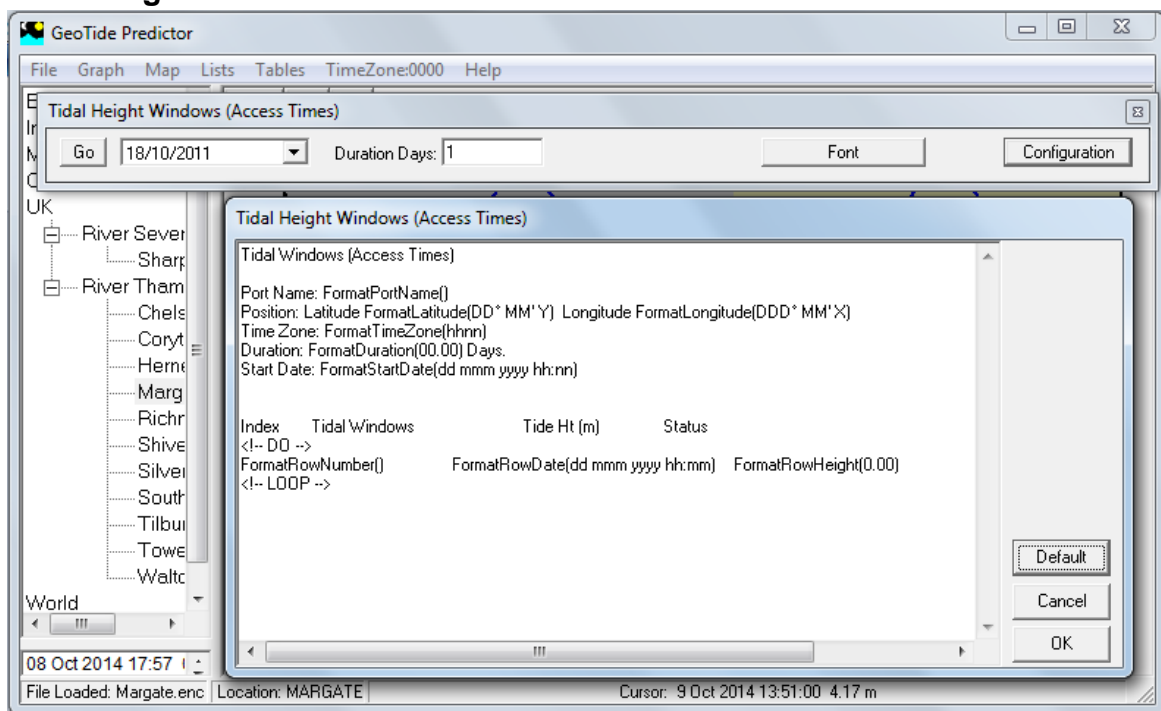 GeoTide Predictor
File Graph Map Lists Tables TimeZone:0000 Help
Tidal Height Windows (Access Times)
Go 18/10/2011 Duration Days: 1 Font Configuration
UK
River Sever
Sharp
River Tham
Chels
Coryt
Herne
Marg
Richr
Shive
Silver
South
Tilbur
Towe
Walto
World
08 Oct 2014 17:57
Tidal Height Windows (Access Times)
Tidal Windows (Access Times)
Port Name: FormatPortName()
Position: Latitude FormatLatitude(DD° MM' Y) Longitude FormatLongitude(DDD° MM' X)
Time Zone: FormatTimeZone(hhnn)
Duration: FormatDuration(00.00) Days.
Start Date: FormatStartDate(dd mmm yyyy hh:nn)
Index Tidal Windows Tide Ht (m) Status
<!-- DO -->
FormatRowNumber() FormatRowDate(dd mmm yyyy hh:mm) FormatRowHeight(0.00)
<!-- LOOP -->
Default
Cancel
OK
File Loaded: Margate.enc Location: MARGATE Cursor: 9 Oct 2014 13:51:00 4.17 m